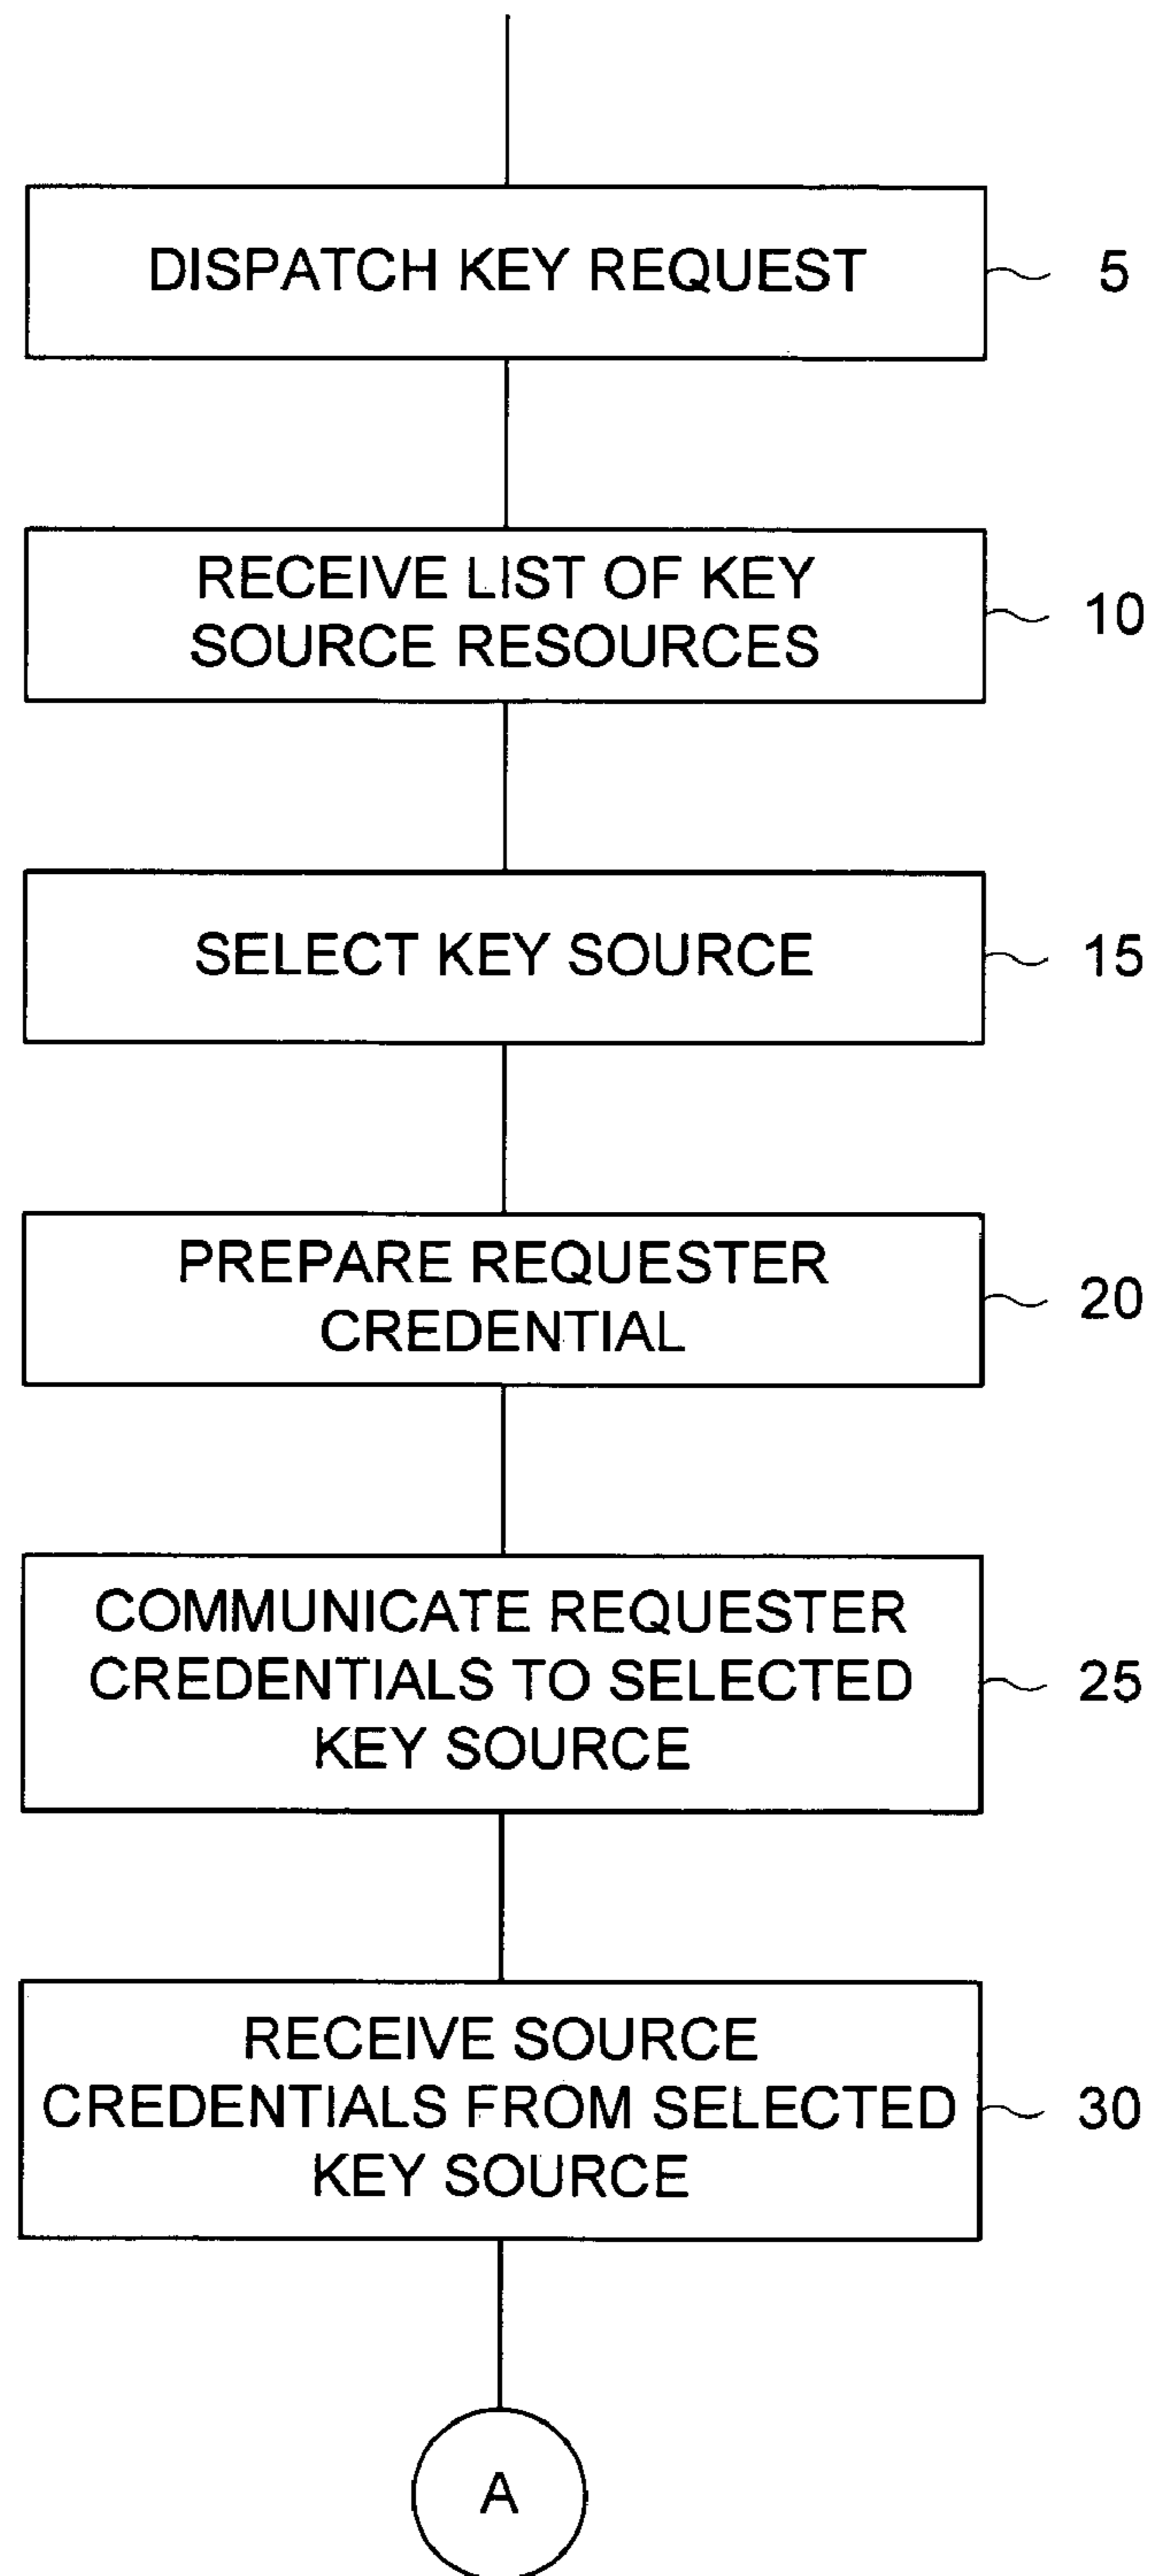 DISPATCH KEY REQUEST
5
RECEIVE LIST OF KEY
SOURCE RESOURCES
10
SELECT KEY SOURCE
15
PREPARE REQUESTER
CREDENTIAL
20
COMMUNICATE REQUESTER
CREDENTIALS TO SELECTED
KEY SOURCE
25
RECEIVE SOURCE
CREDENTIALS FROM SELECTED
KEY SOURCE
30
A